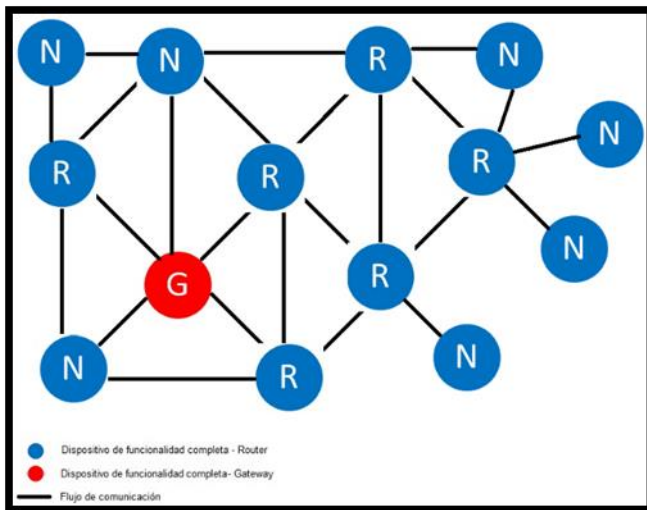 N N R N
N
R R R
N
G R
N R N
Dispositivo de funcionalidad completa - Router
Dispositivo de funcionalidad completa- Gateway
Flujo de comunicación